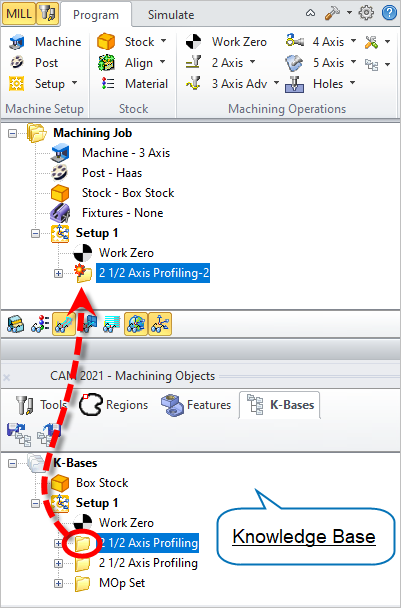 MILL Program Simulate
Machine Stock Work Zero 4 Axis
Post Align 2 Axis 5 Axis
Setup Material 3 Axis Adv Holes
Machine Setup Stock Machining Operations
Machining Job
Machine - 3 Axis
Post - Haas
Stock - Box Stock
Fixtures - None
Setup 1
Work Zero
2 1/2 Axis Profiling-2
CAM 2021 - Machining Objects
Tools Regions Features K-Bases
K-Bases
Box Stock
Setup 1
Work Zero
2 1/2 Axis Profiling
2 1/2 Axis Profiling
MOp Set
Knowledge Base